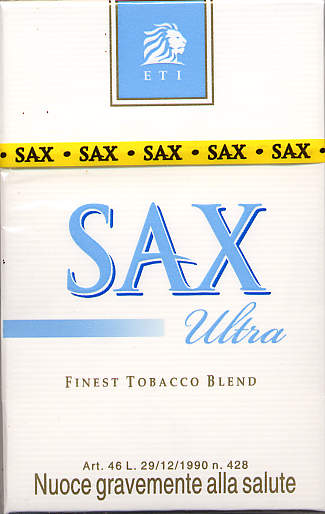 ETI
• SAX • SAX • SAX • SAX • SAX •
SAX
Ultra
FINEST TOBACCO BLEND
Art. 46 L. 29/12/1990 n. 428
Nuoce gravemente alla salute